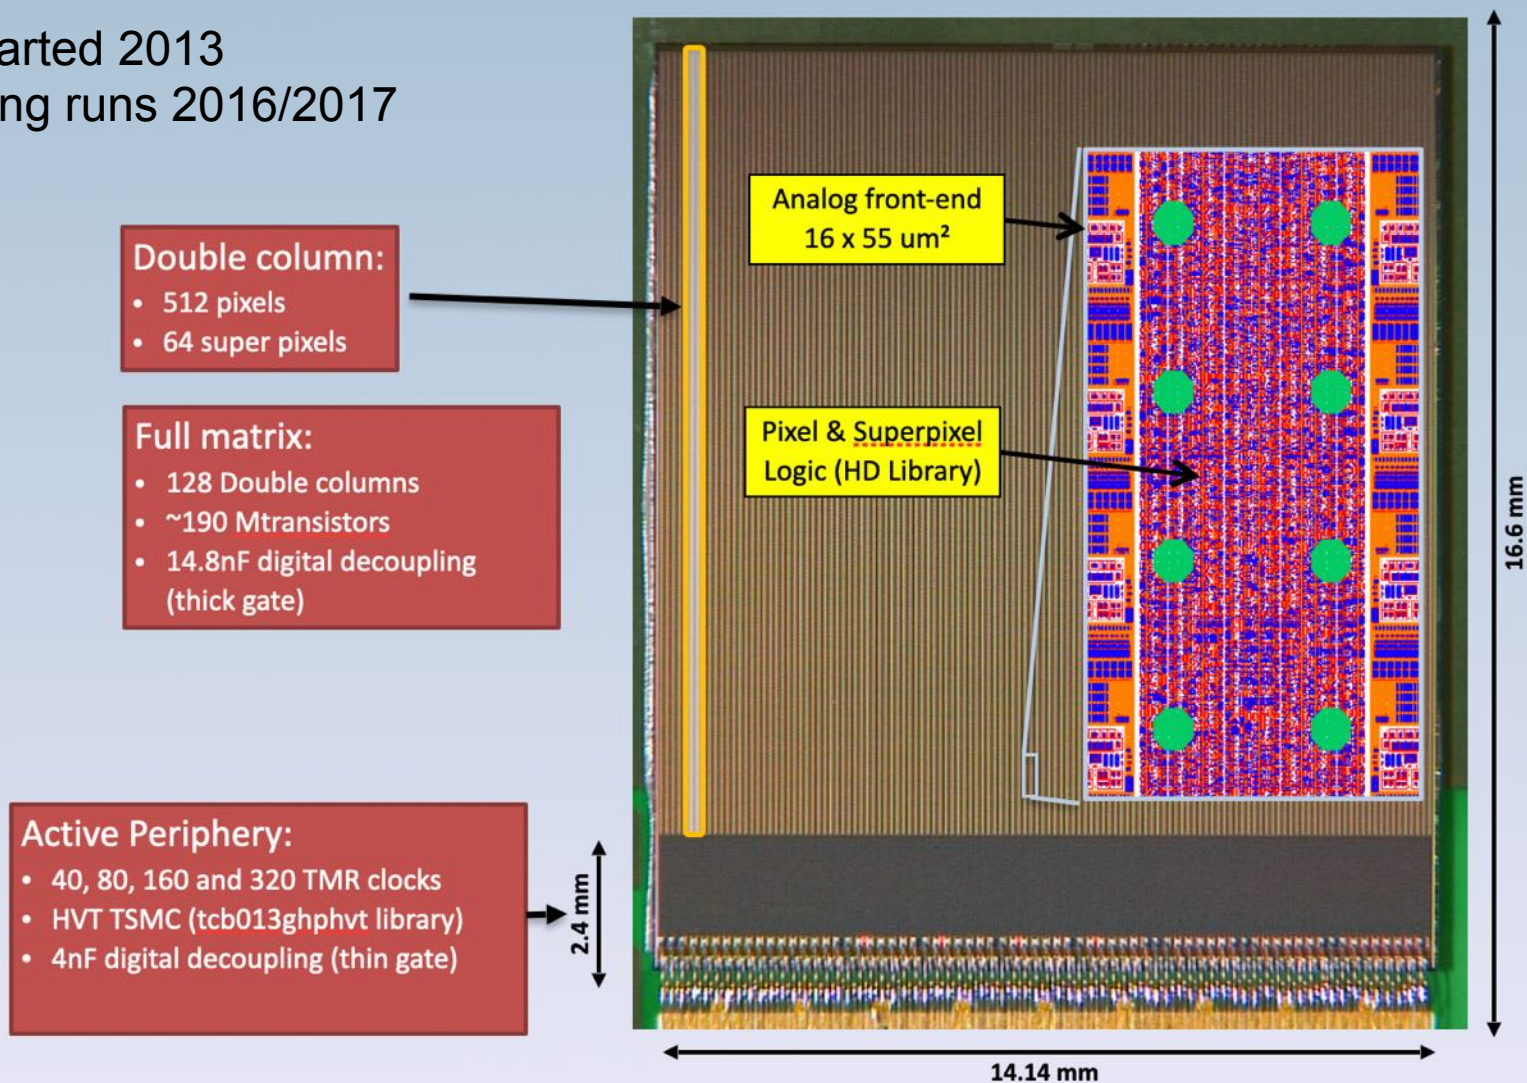 arted 2013
ng runs 2016/2017
Double column:
• 512 pixels
• 64 super pixels
Full matrix:
• 128 Double columns
• ~190 Mtransistors
• 14.8nF digital decoupling
(thick gate)
Active Periphery:
• 40, 80, 160 and 320 TMR clocks
• HVT TSMC (tcb013ghphvt library)
• 4nF digital decoupling (thin gate)
Analog front-end
16 x 55 um²
Pixel & Superpixel
Logic (HD Library)
2.4 mm
16.6 mm
14.14 mm